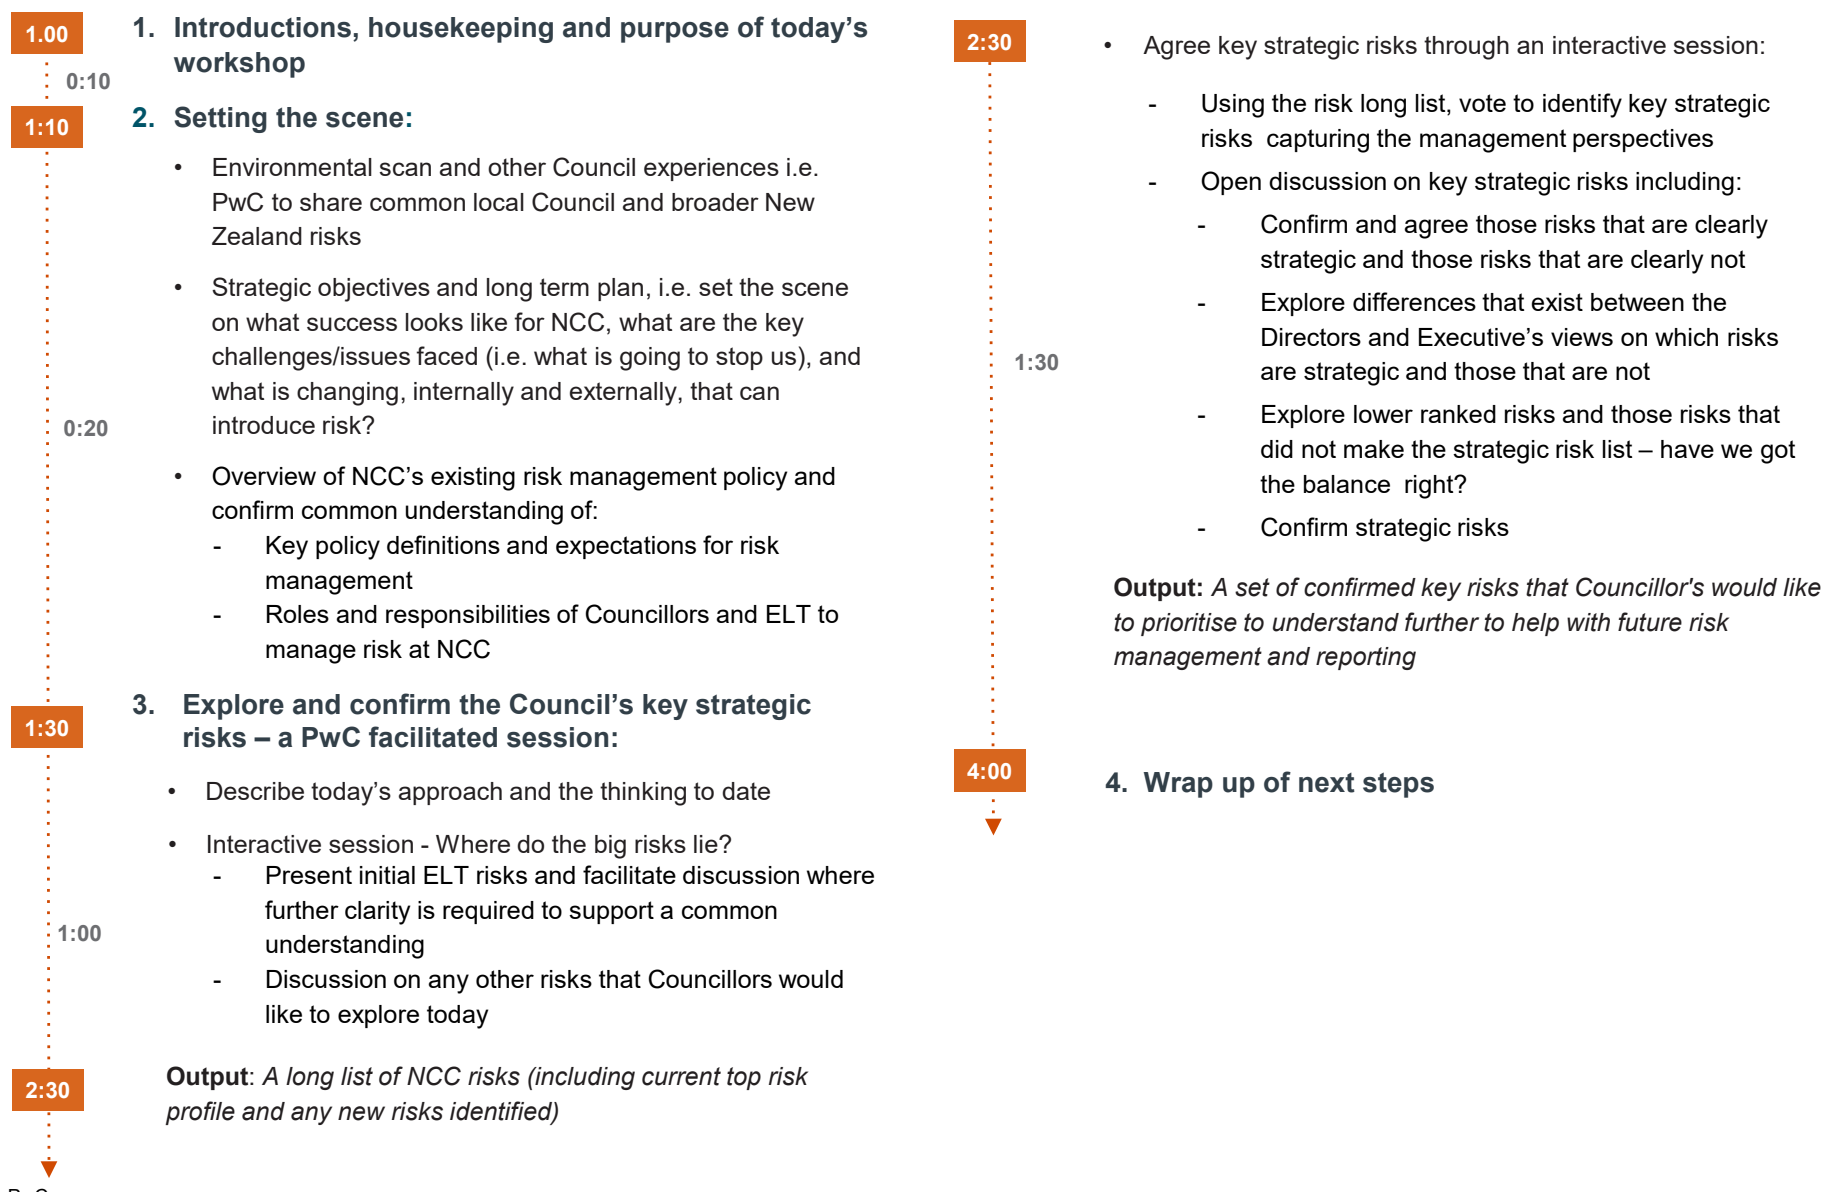 1.00
1. Introductions, housekeeping and purpose of today’s
workshop
0:10
1:10
2. Setting the scene:
• Environmental scan and other Council experiences i.e.
PwC to share common local Council and broader New
Zealand risks
• Strategic objectives and long term plan, i.e. set the scene
on what success looks like for NCC, what are the key
challenges/issues faced (i.e. what is going to stop us), and
what is changing, internally and externally, that can
introduce risk?
0:20
• Overview of NCC’s existing risk management policy and
confirm common understanding of:
- Key policy definitions and expectations for risk
management
- Roles and responsibilities of Councillors and ELT to
manage risk at NCC
1:30
3. Explore and confirm the Council’s key strategic
risks – a PwC facilitated session:
• Describe today’s approach and the thinking to date
• Interactive session - Where do the big risks lie?
- Present initial ELT risks and facilitate discussion where
further clarity is required to support a common
understanding
1:00
- Discussion on any other risks that Councillors would
like to explore today
2:30
Output: A long list of NCC risks (including current top risk
profile and any new risks identified)
2:30
• Agree key strategic risks through an interactive session:
- Using the risk long list, vote to identify key strategic
risks capturing the management perspectives
- Open discussion on key strategic risks including:
- Confirm and agree those risks that are clearly
strategic and those risks that are clearly not
- Explore differences that exist between the
Directors and Executive’s views on which risks
are strategic and those that are not
1:30
- Explore lower ranked risks and those risks that
did not make the strategic risk list – have we got
the balance right?
- Confirm strategic risks
Output: A set of confirmed key risks that Councillor's would like
to prioritise to understand further to help with future risk
management and reporting
4:00
4. Wrap up of next steps